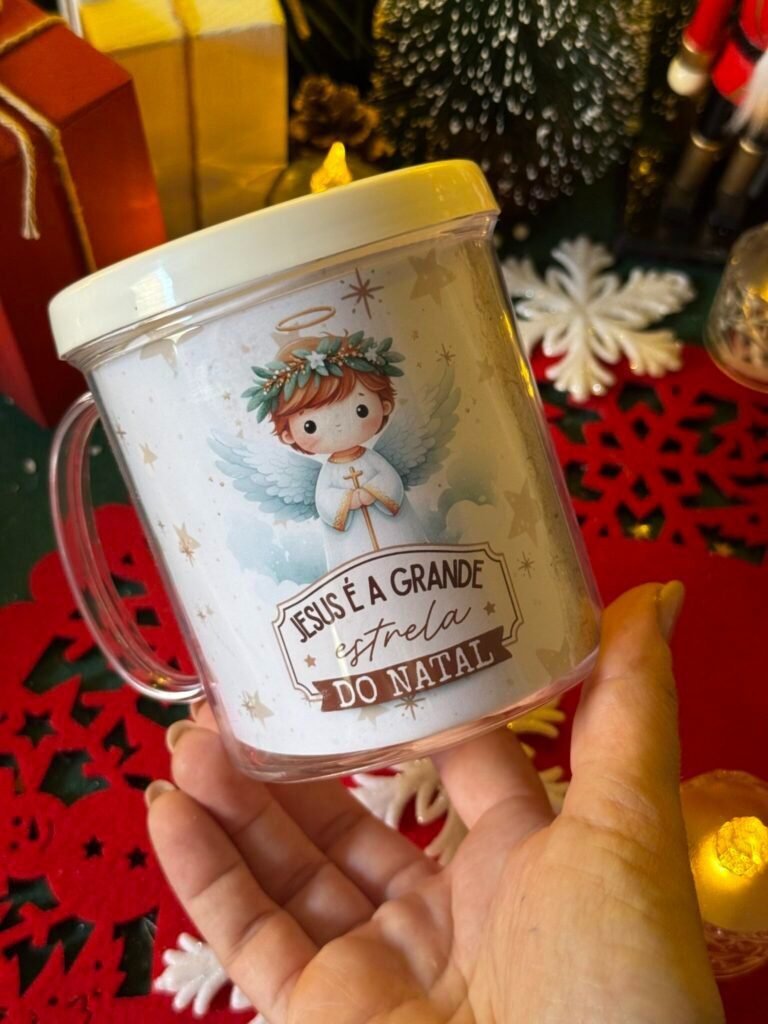 JESUS É A GRANDE
estrela
DO NATAL